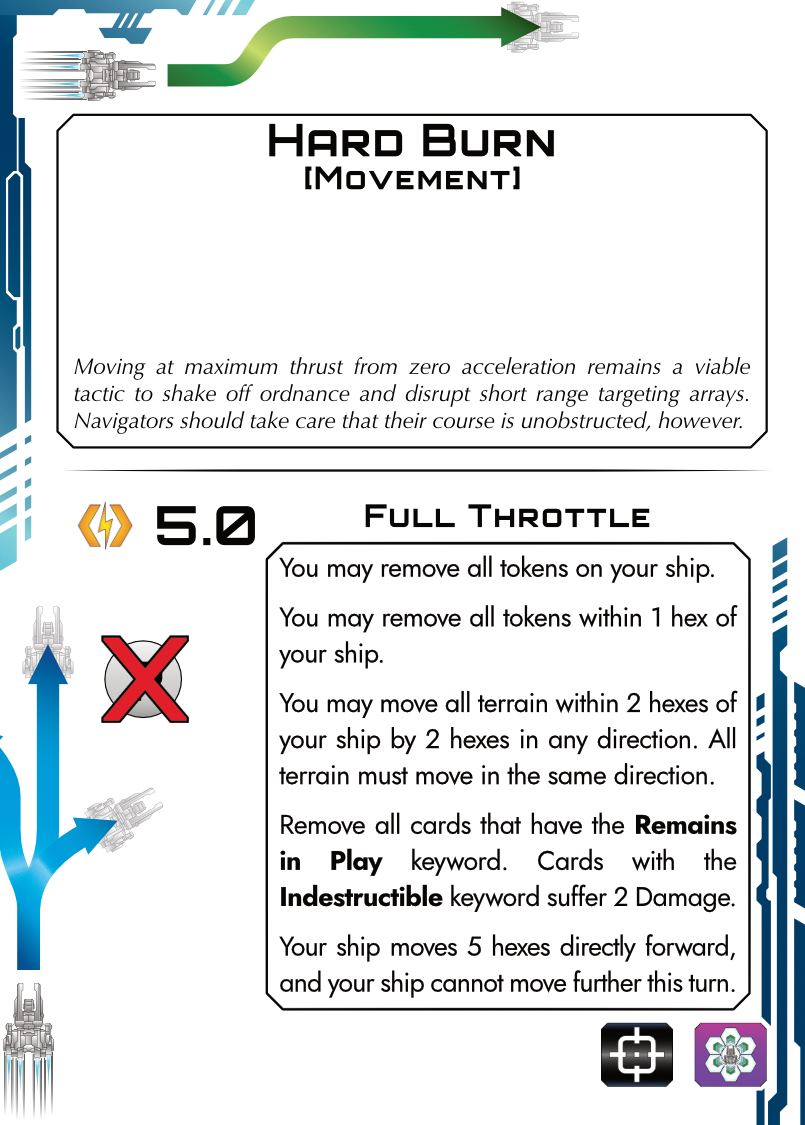 Hard Burn
[Movement]
Moving at maximum thrust from zero acceleration remains a viable
tactic to shake off ordnance and disrupt short range targeting arrays.
Navigators should take care that their course is unobstructed, however.
5.0
Full Throttle
You may remove all tokens on your ship.
You may remove all tokens within 1 hex of
your ship.
You may move all terrain within 2 hexes of
your ship by 2 hexes in any direction. All
terrain must move in the same direction.
Remove all cards that have the Remains
in Play keyword. Cards with the
Indestructible keyword suffer 2 Damage.
Your ship moves 5 hexes directly forward,
and your ship cannot move further this turn.